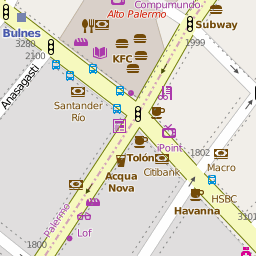 Compumundo
Alto Palermo
Subway
1999
Bulnes
3280
2100
KFC
Anasagasti
Santander
Río
iPoint
Tolón
1802
Citibank
Macro
Acqua
Nova
HSBC
Havanna
3101
Palermo
Lof
1800